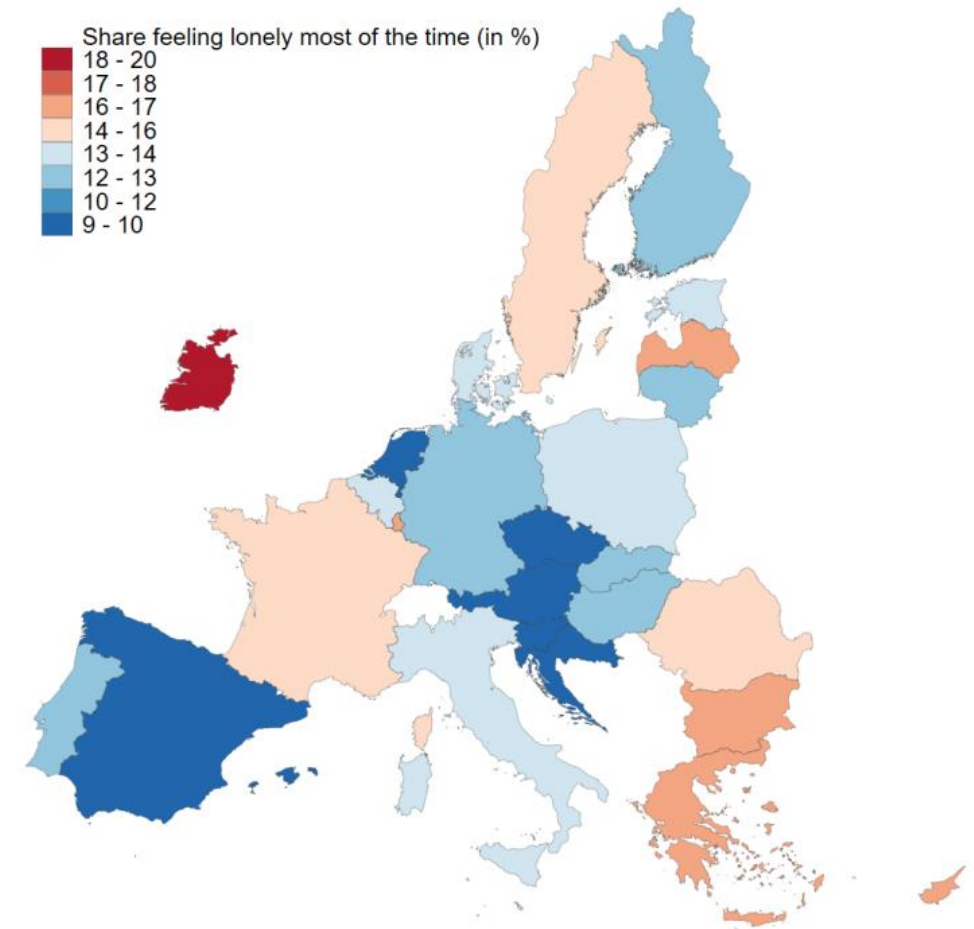 Share feeling lonely most of the time (in %)
18 - 20
17 - 18
16 - 17
14 - 16
13 - 14
12 - 13
10 - 12
9 - 10